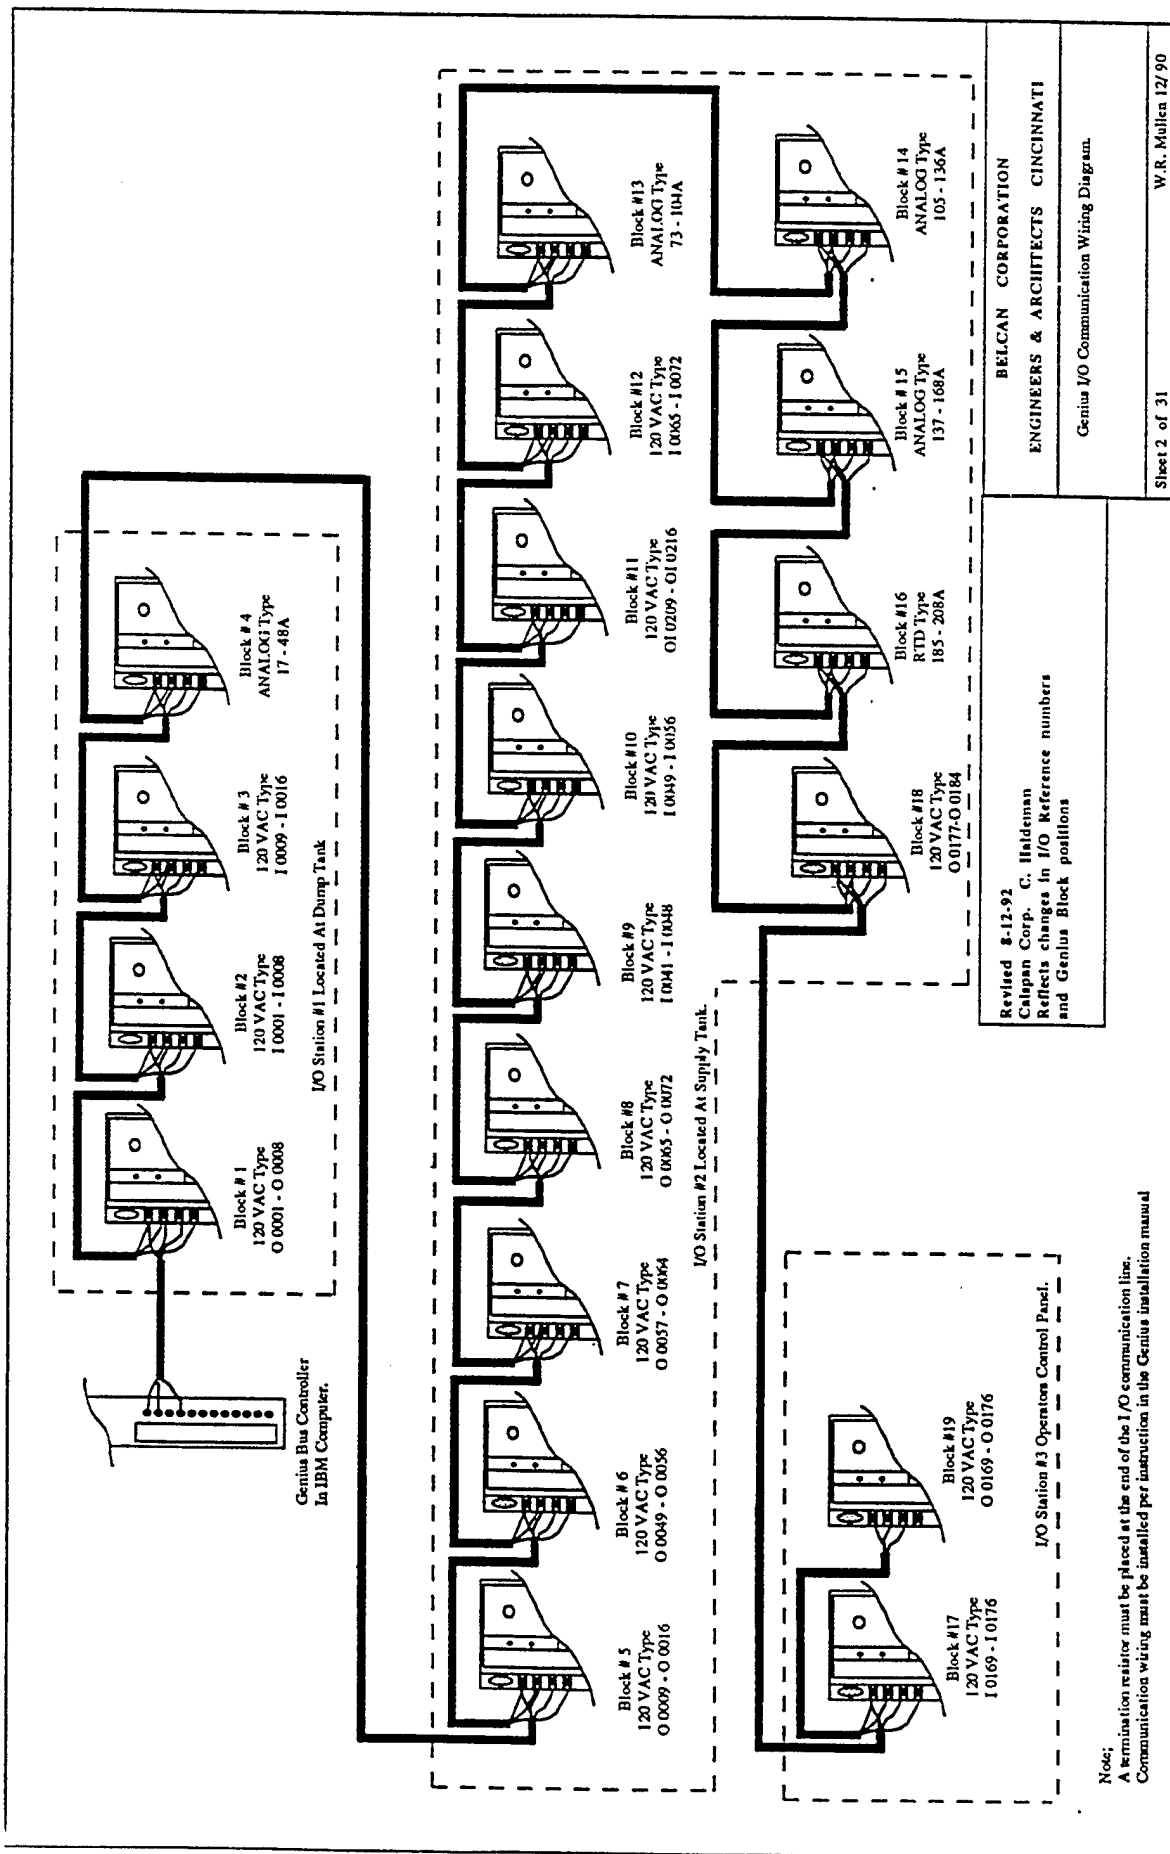 Genius Bus Controller
In IBM Computer.
Block # 1
120 VAC Type
O 0001 - O 0008
Block #2
120 VAC Type
I 0001 - I 0008
Block # 3
120 VAC Type
I 0009 - I 0016
Block # 4
ANALOG Type
17 - 48A
I/O Station #1 Located At Dump Tank
Block # 5
120 VAC Type
O 0009 - O 0016
Block # 6
120 VAC Type
O 0049 - O 0056
Block # 7
120 VAC Type
O 0057 - O 0064
Block #8
120 VAC Type
O 0065 - O 0072
Block #9
120 VAC Type
I 0041 - I 0048
Block #10
120 VAC Type
I 0049 - I 0056
Block #11
120 VAC Type
OI 0209 - OI 0216
Block #12
120 VAC Type
I 0065 - I 0072
Block #13
ANALOG Type
73 - 104A
I/O Station #2 Located At Supply Tank.
Block #18
120 VAC Type
O 0177-O 0184
Block #16
RTD Type
185 - 208A
Block #15
ANALOG Type
137 - 168A
Block #14
ANALOG Type
105 - 136A
Block #17
120 VAC Type
I 0169 - I 0176
Block #19
120 VAC Type
O 0169 - O 0176
I/O Station #3 Operators Control Panel.
Note;
A termination resistor must be placed at the end of the I/O communication line.
Communication wiring must be installed per instruction in the Genius installation manual
Revised 8-12-92
Calspan Corp. C. Haldeman
Reflects changes in I/O Reference numbers
and Genius Block positions
BELCAN CORPORATION
ENGINEERS & ARCHITECTS CINCINNATI
Genius I/O Communication Wiring Diagram.
Sheet 2 of 31
W.R. Mullen 12/ 90